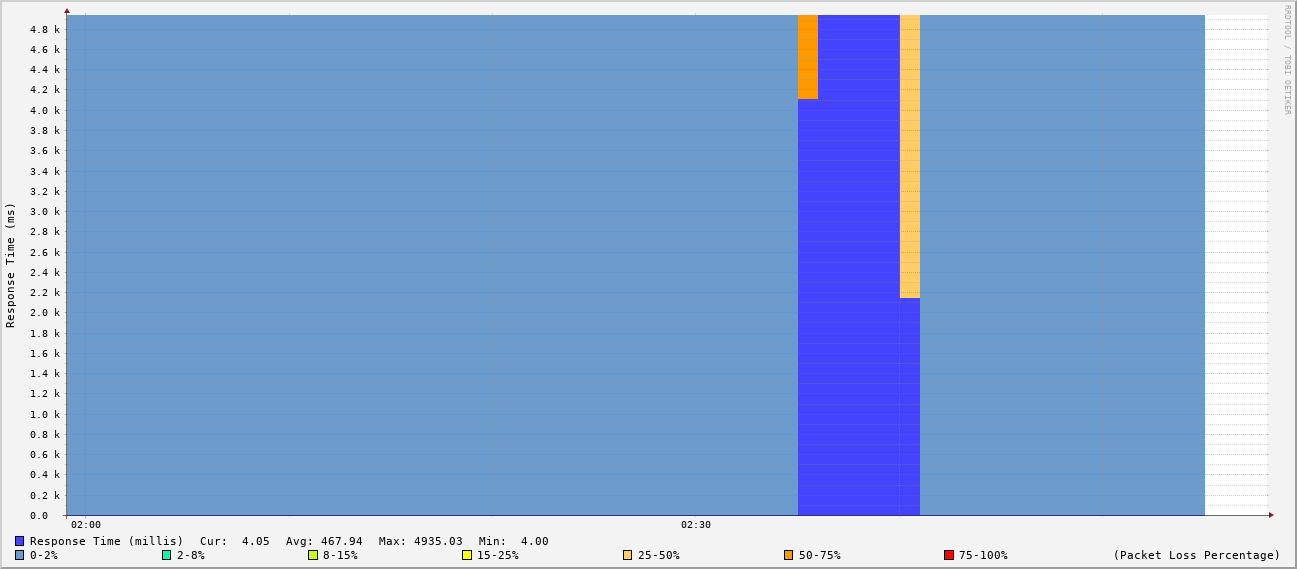 RRDTOOL / TOBI OETIKER
Response Time (ms)
4.8 k
4.6 k
4.4 k
4.2 k
4.0 k
3.8 k
3.6 k
3.4 k
3.2 k
3.0 k
2.8 k
2.6 k
2.4 k
2.2 k
2.0 k
1.8 k
1.6 k
1.4 k
1.2 k
1.0 k
0.8 k
0.6 k
0.4 k
0.2 k
0.0
02:00 02:30
Response Time (millis) Cur: 4.05 Avg: 467.94 Max: 4935.03 Min: 4.00
0-2% 2-8% 8-15% 15-25% 25-50% 50-75% 75-100% (Packet Loss Percentage)